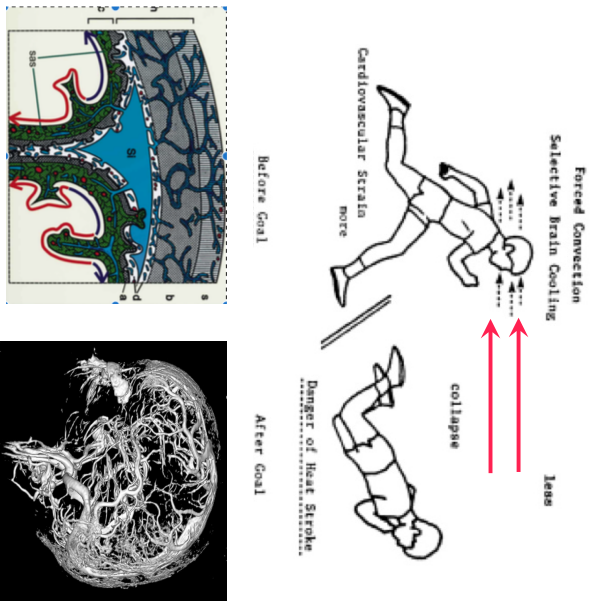 Forced Convection
Selective Brain Cooling
less
collapse
Cardiovascular Strain
more
Danger of Heat Stroke
Before Goal
After Goal
s
b
d
a
sas